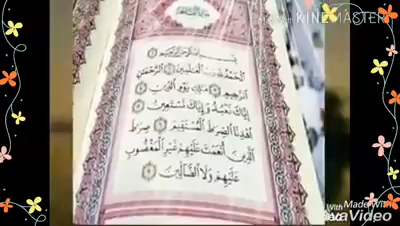 بِسْمِ اللَّهِ الرَّحْمَٰنِ الرَّحِيمِ
الْحَمْدُ لِلَّهِ رَبِّ الْعَالَمِينَ الرَّحْمَٰنِ
الرَّحِيمِ مَالِكِ يَوْمِ الدِّينِ
إِيَّاكَ نَعْبُدُ وَإِيَّاكَ نَسْتَعِينُ
اهْدِنَا الصِّرَاطَ الْمُسْتَقِيمَ صِرَاطَ
الَّذِينَ أَنْعَمْتَ عَلَيْهِمْ غَيْرِ الْمَغْضُوبِ
عَلَيْهِمْ وَلَا الضَّالِّينَ
KINEMASTER
Made With
VivaVideo